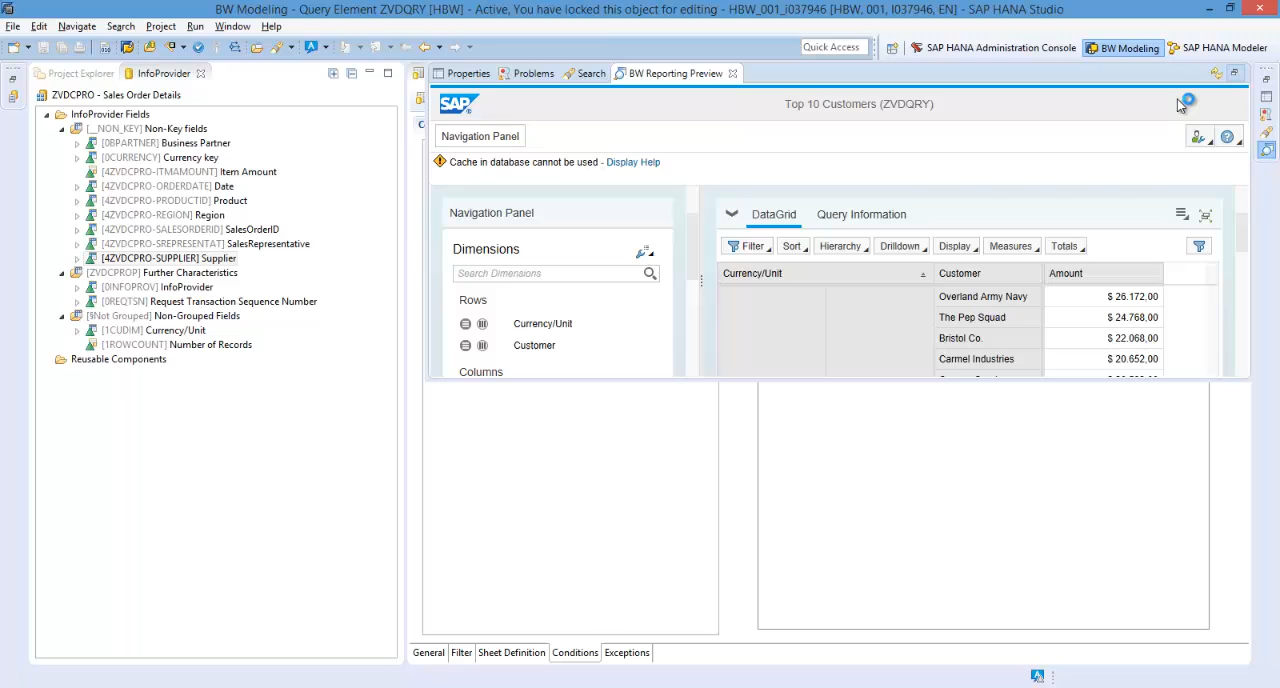 BW Modeling - Query Element ZVDQRY [HBW] - Active, You have locked this object for editing - HBW_001_i037946 [HBW, 001, I037946, EN] - SAP HANA Studio
File Edit Navigate Search Project Run Window Help
Quick Access
SAP HANA Administration Console
BW Modeling
SAP HANA Modeler
Project Explorer
InfoProvider
Properties
Problems
Search
BW Reporting Preview
ZVDCPRO - Sales Order Details
SAP
Top 10 Customers (ZVDQRY)
InfoProvider Fields
[__NON_KEY] Non-Key fields
[0BPARTNER] Business Partner
[0CURRENCY] Currency key
[4ZVDCPRO-ITMAMOUNT] Item Amount
[4ZVDCPRO-ORDERDATE] Date
[4ZVDCPRO-PRODUCTID] Product
[4ZVDCPRO-REGION] Region
[4ZVDCPRO-SALESORDERID] SalesOrderID
[4ZVDCPRO-SREPRESENTAT] SalesRepresentative
[4ZVDCPRO-SUPPLIER] Supplier
[ZVDCPROP] Further Characteristics
[0INFOPROV] InfoProvider
[0REQTSN] Request Transaction Sequence Number
[§Not Grouped] Non-Grouped Fields
[1CUDIM] Currency/Unit
[1ROWCOUNT] Number of Records
Reusable Components
Navigation Panel
Cache in database cannot be used - Display Help
Navigation Panel
Dimensions
Search Dimensions
Rows
Currency/Unit
Customer
Columns
DataGrid
Query Information
Filter Sort Hierarchy Drilldown Display Measures Totals
Currency/Unit Customer Amount
Overland Army Navy $ 26.172,00
The Pep Squad $ 24.768,00
Bristol Co. $ 22.068,00
Carmel Industries $ 20.652,00
General Filter Sheet Definition Conditions Exceptions